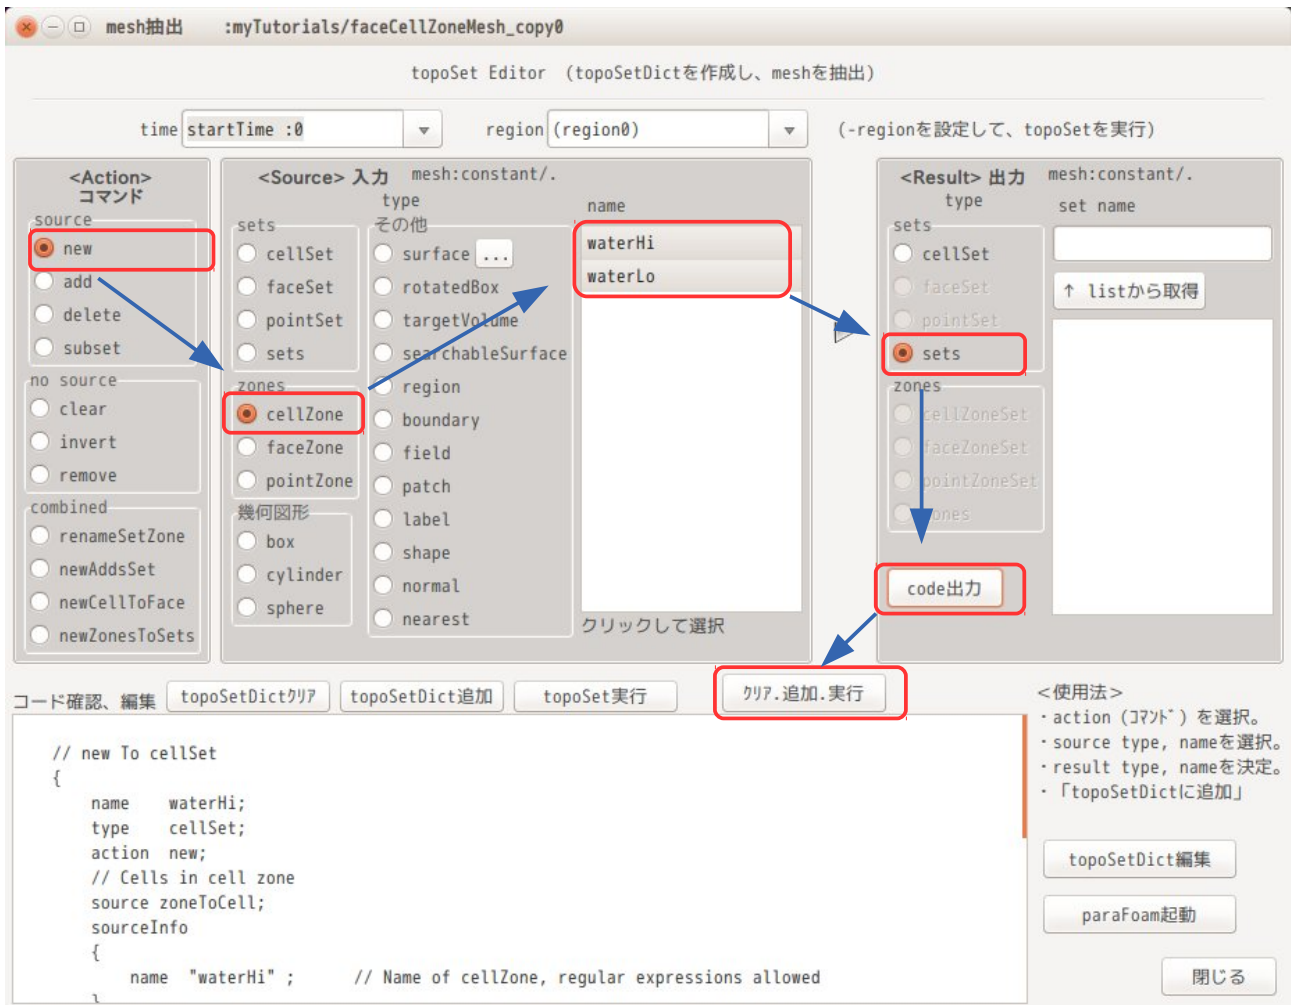 mesh抽出 :myTutorials/faceCellZoneMesh_copy0
topoSet Editor (topoSetDictを作成し、meshを抽出)
time startTime :0 region (region0) (-regionを設定して、topoSetを実行)
<Action>
コマンド
source
new
add
delete
subset
no source
clear
invert
remove
combined
renameSetZone
newAddsSet
newCellToFace
newZonesToSets
<Source> 入力 mesh:constant/.
type
sets
cellSet
faceSet
pointSet
sets
zones
cellZone
faceZone
pointZone
幾何図形
box
cylinder
sphere
その他
surface ...
rotatedBox
targetVolume
searchableSurface
region
boundary
field
patch
label
shape
normal
nearest
name
waterHi
waterLo
クリックして選択
<Result> 出力 mesh:constant/.
type
sets
cellSet
faceSet
pointSet
sets
zones
cellZoneSet
faceZoneSet
pointZoneSet
zones
code出力
set name
↑ listから取得
コード確認、編集 topoSetDictクリア topoSetDict追加 topoSet実行 クリア.追加.実行
// new To cellSet
{
name waterHi;
type cellSet;
action new;
// Cells in cell zone
source zoneToCell;
sourceInfo
{
name "waterHi" ; // Name of cellZone, regular expressions allowed
}
<使用法>
・action (コマンド) を選択。
・source type, nameを選択。
・result type, nameを決定。
・「topoSetDictに追加」
topoSetDict編集
paraFoam起動
閉じる